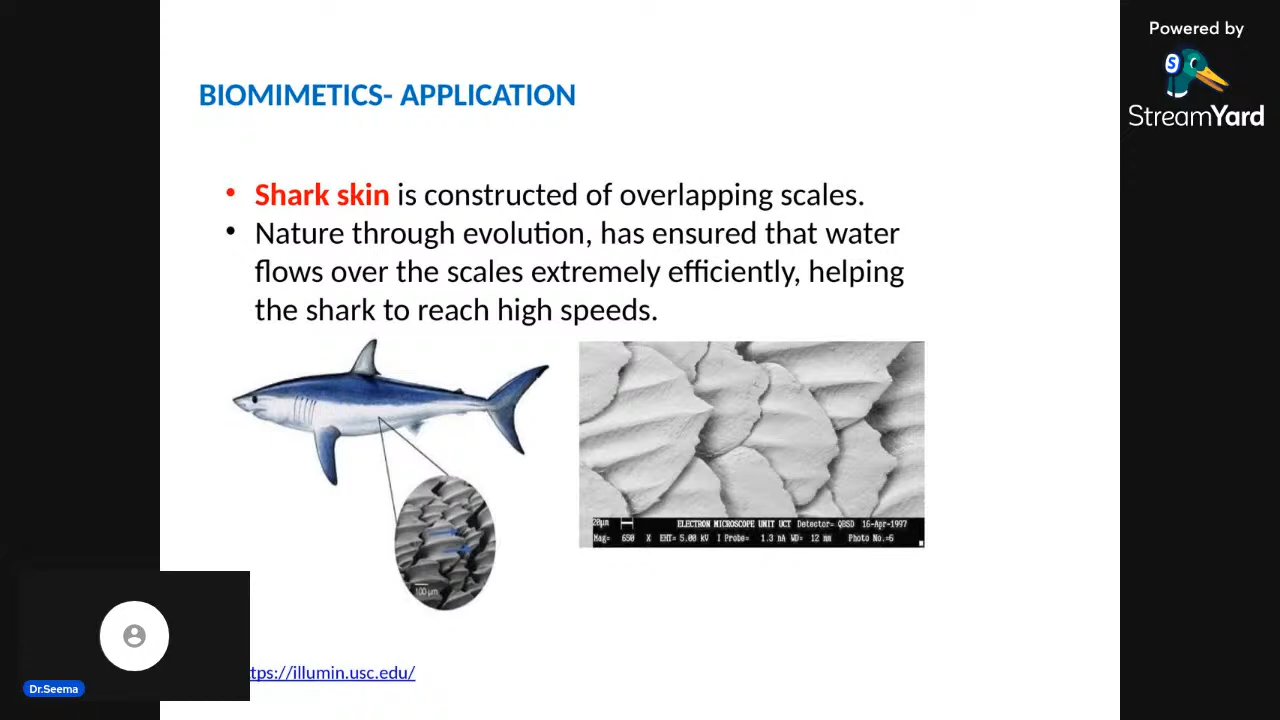 Powered by
StreamYard
BIOMIMETICS- APPLICATION
• Shark skin is constructed of overlapping scales.
• Nature through evolution, has ensured that water
flows over the scales extremely efficiently, helping
the shark to reach high speeds.
20µm ELECTRON MICROSCOPE UNIT UCT Detector= QBSD 16-Apr-1997
Mag= 650 X EHT= 5.00 kV I Probe= 1.3 nA WD= 12 mm Photo No.=6
100 µm
tps://illumin.usc.edu/
Dr.Seema